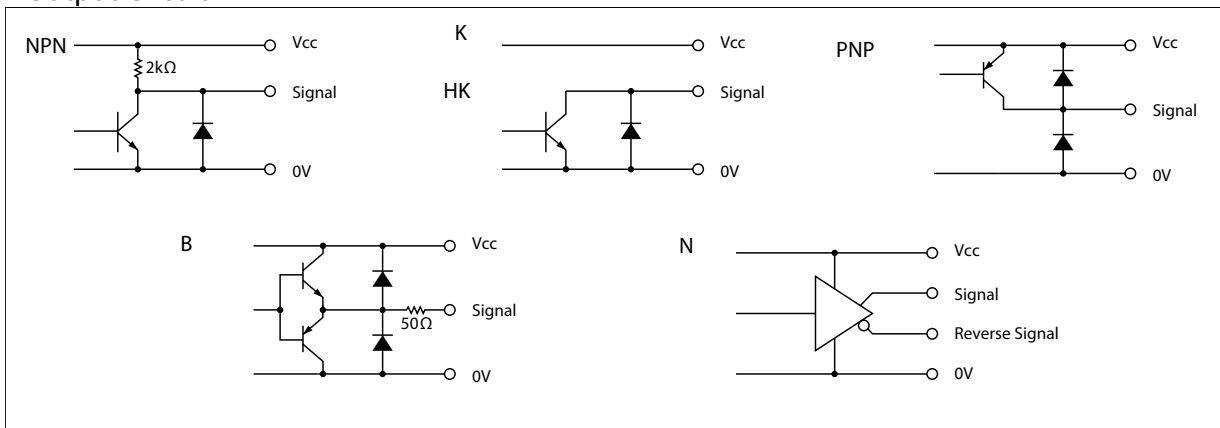 NPN
Vcc
2kΩ
Signal
0V
K
Vcc
HK
Signal
0V
PNP
Vcc
Signal
0V
B
Vcc
Signal
50Ω
0V
N
Vcc
Signal
Reverse Signal
0V